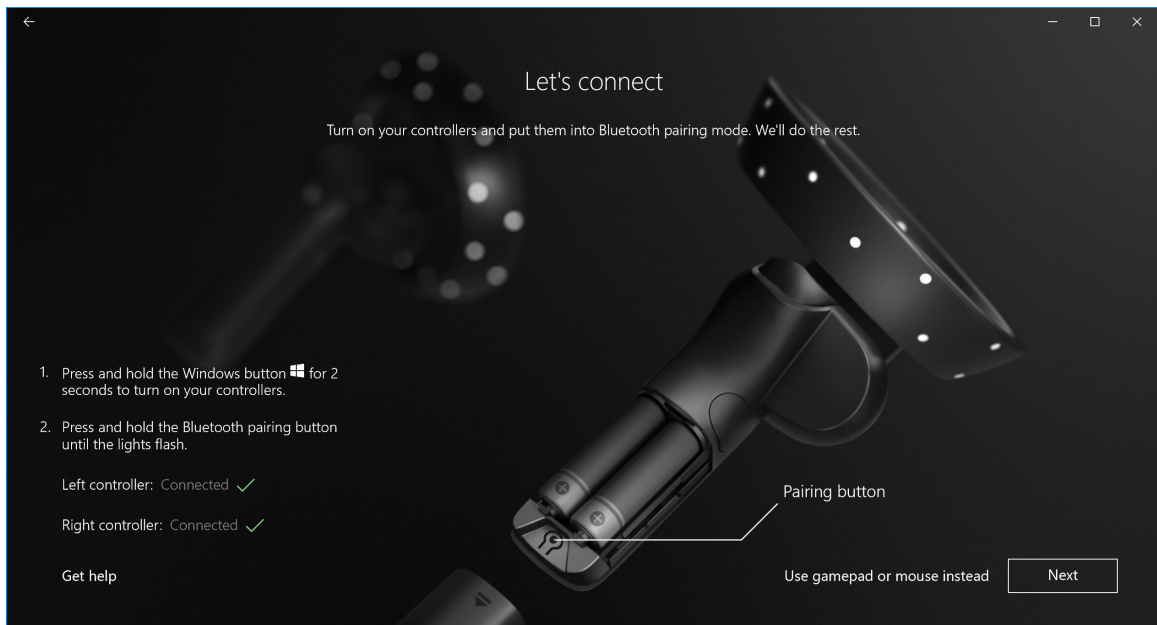 Let's connect
Turn on your controllers and put them into Bluetooth pairing mode. We'll do the rest.
1. Press and hold the Windows button for 2
seconds to turn on your controllers.
2. Press and hold the Bluetooth pairing button
until the lights flash.
Left controller: Connected
Right controller: Connected
Pairing button
Get help
Use gamepad or mouse instead
Next